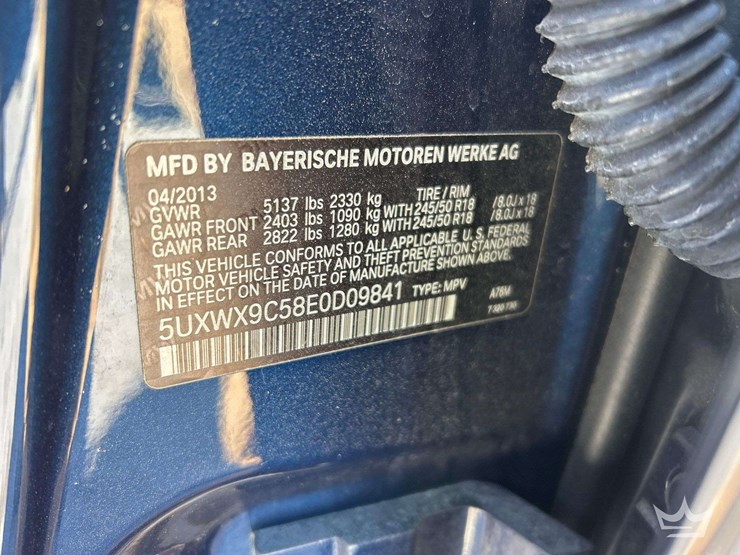 MFD BY BAYERISCHE MOTOREN WERKE AG
04/2013 TIRE / RIM
GVWR 5137 lbs 2330 kg
GAWR FRONT 2403 lbs 1090 kg WITH 245/50 R18 /8.0J x 18
GAWR REAR 2822 lbs 1280 kg WITH 245/50 R18 /8.0J x 18
THIS VEHICLE CONFORMS TO ALL APPLICABLE U.S. FEDERAL
MOTOR VEHICLE SAFETY AND THEFT PREVENTION STANDARDS
IN EFFECT ON THE DATE OF MANUFACTURE SHOWN ABOVE.
5UXWX9C58E0D09841 TYPE: MPV A76M